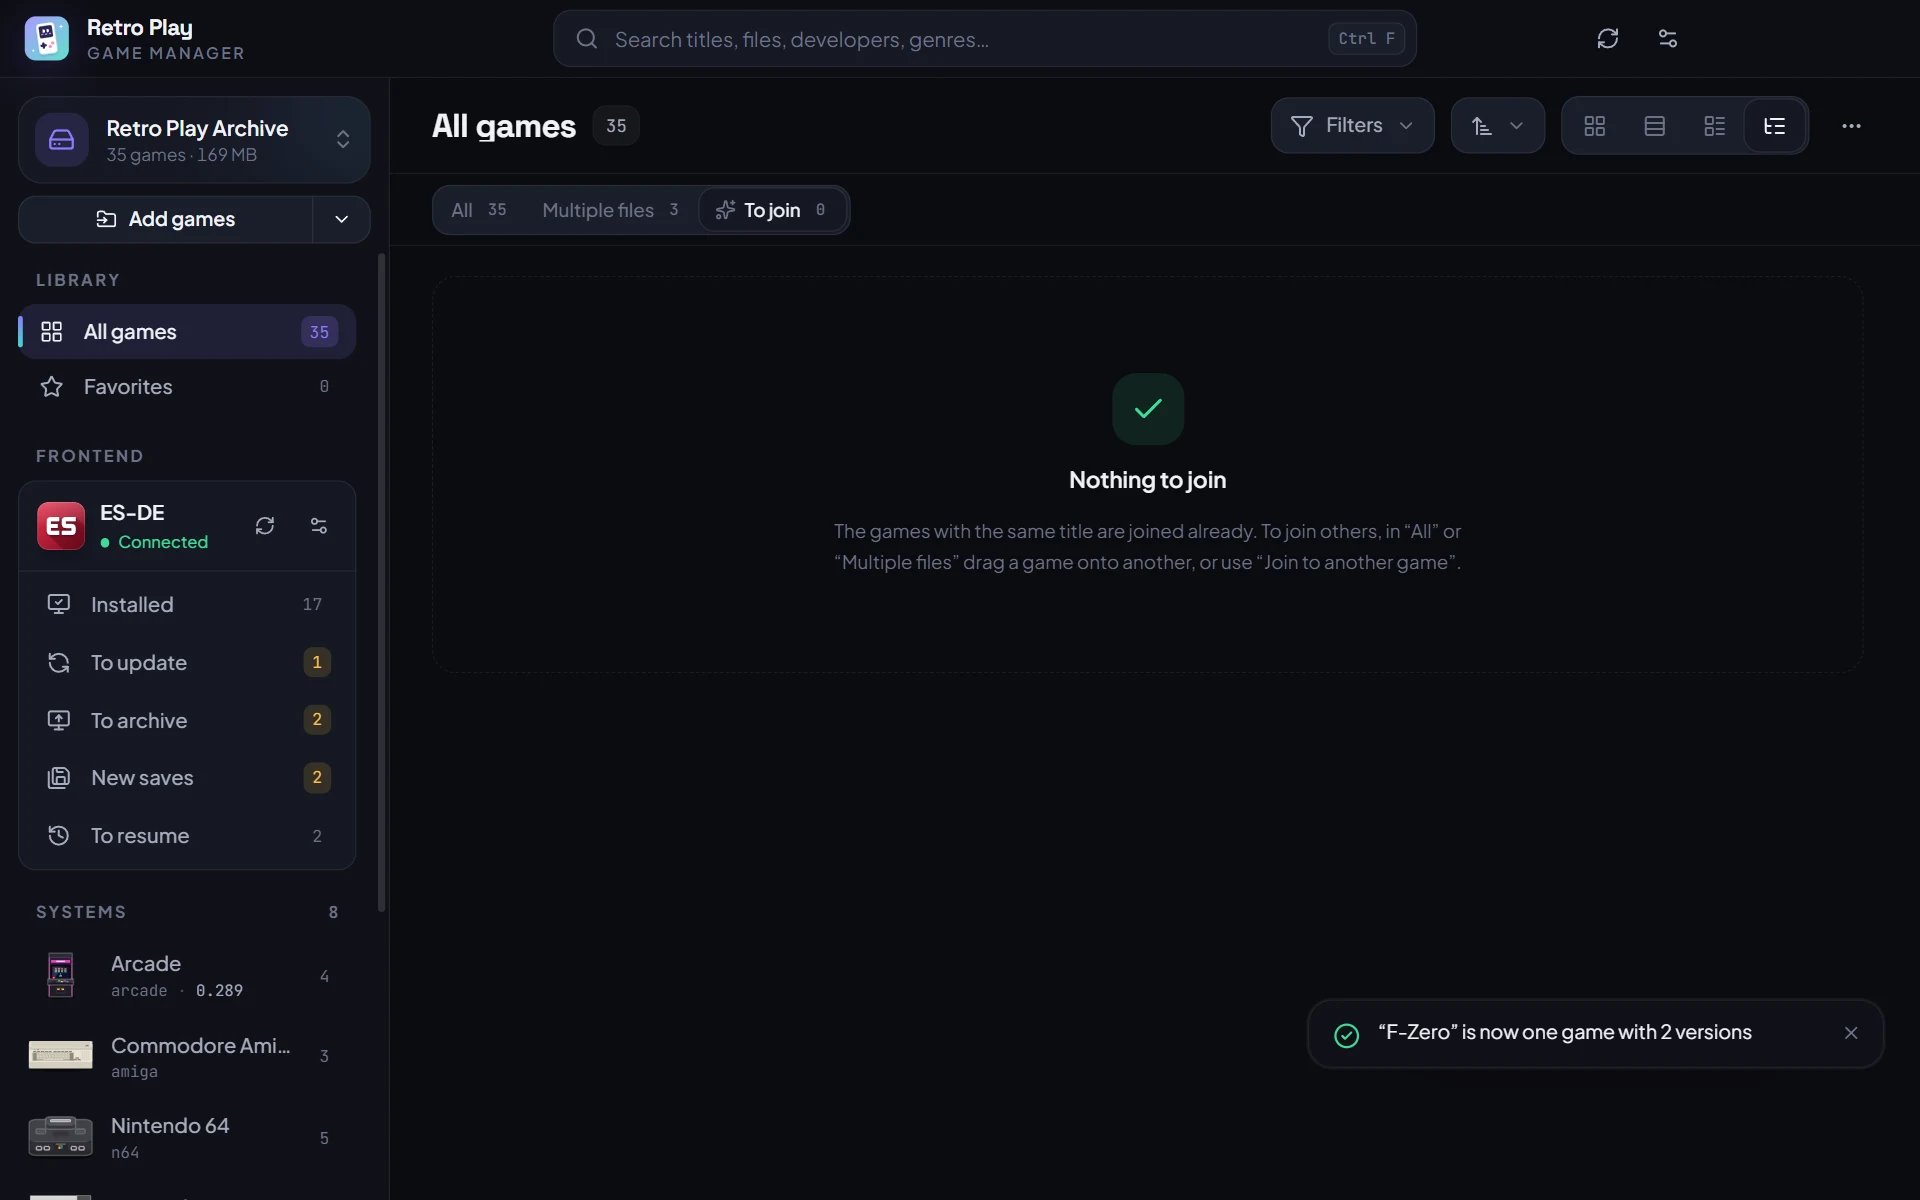 Retro Play
GAME MANAGER
Search titles, files, developers, genres…
Ctrl F
Retro Play Archive
35 games · 169 MB
Add games
LIBRARY
All games 35
Favorites 0
FRONTEND
ES
ES-DE
Connected
Installed 17
To update 1
To archive 2
New saves 2
To resume 2
SYSTEMS 8
Arcade
arcade · 0.289
4
Commodore Ami…
amiga
3
Nintendo 64
n64
5
All games 35
Filters
All 35
Multiple files 3
To join 0
Nothing to join
The games with the same title are joined already. To join others, in “All” or
“Multiple files” drag a game onto another, or use “Join to another game”.
“F-Zero” is now one game with 2 versions